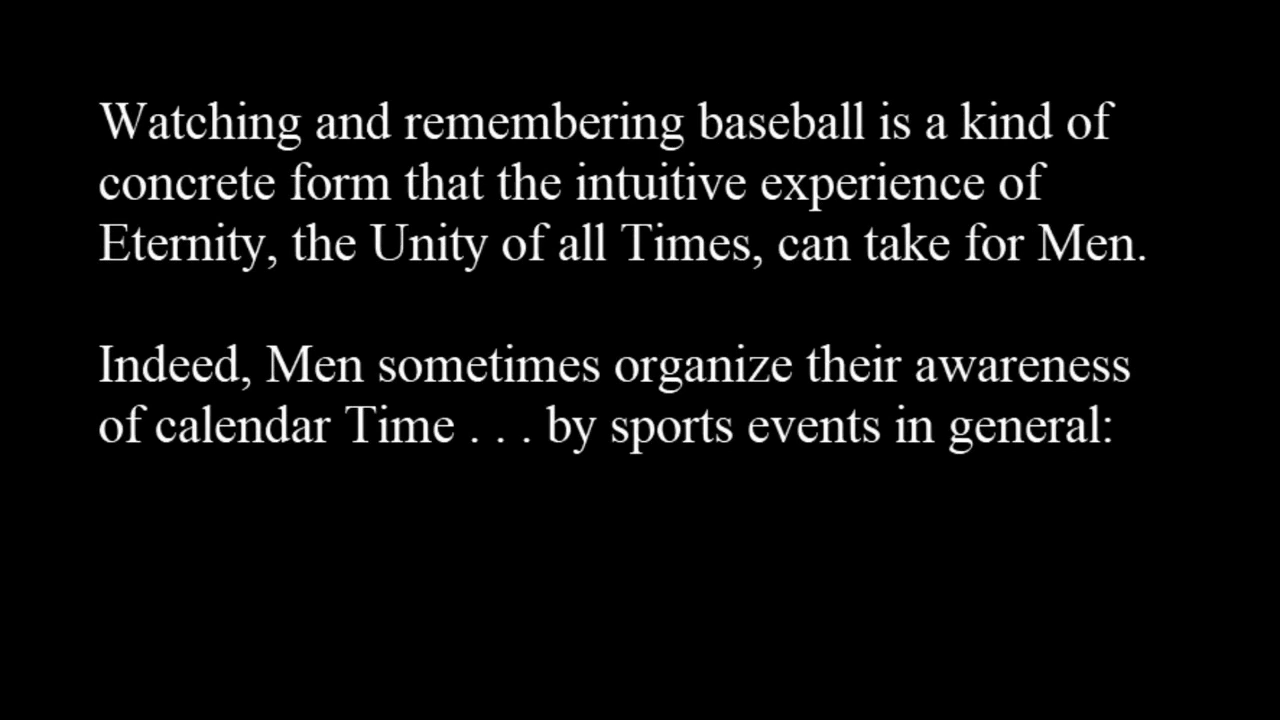 Watching and remembering baseball is a kind of
concrete form that the intuitive experience of
Eternity, the Unity of all Times, can take for Men.
Indeed, Men sometimes organize their awareness
of calendar Time . . . by sports events in general: